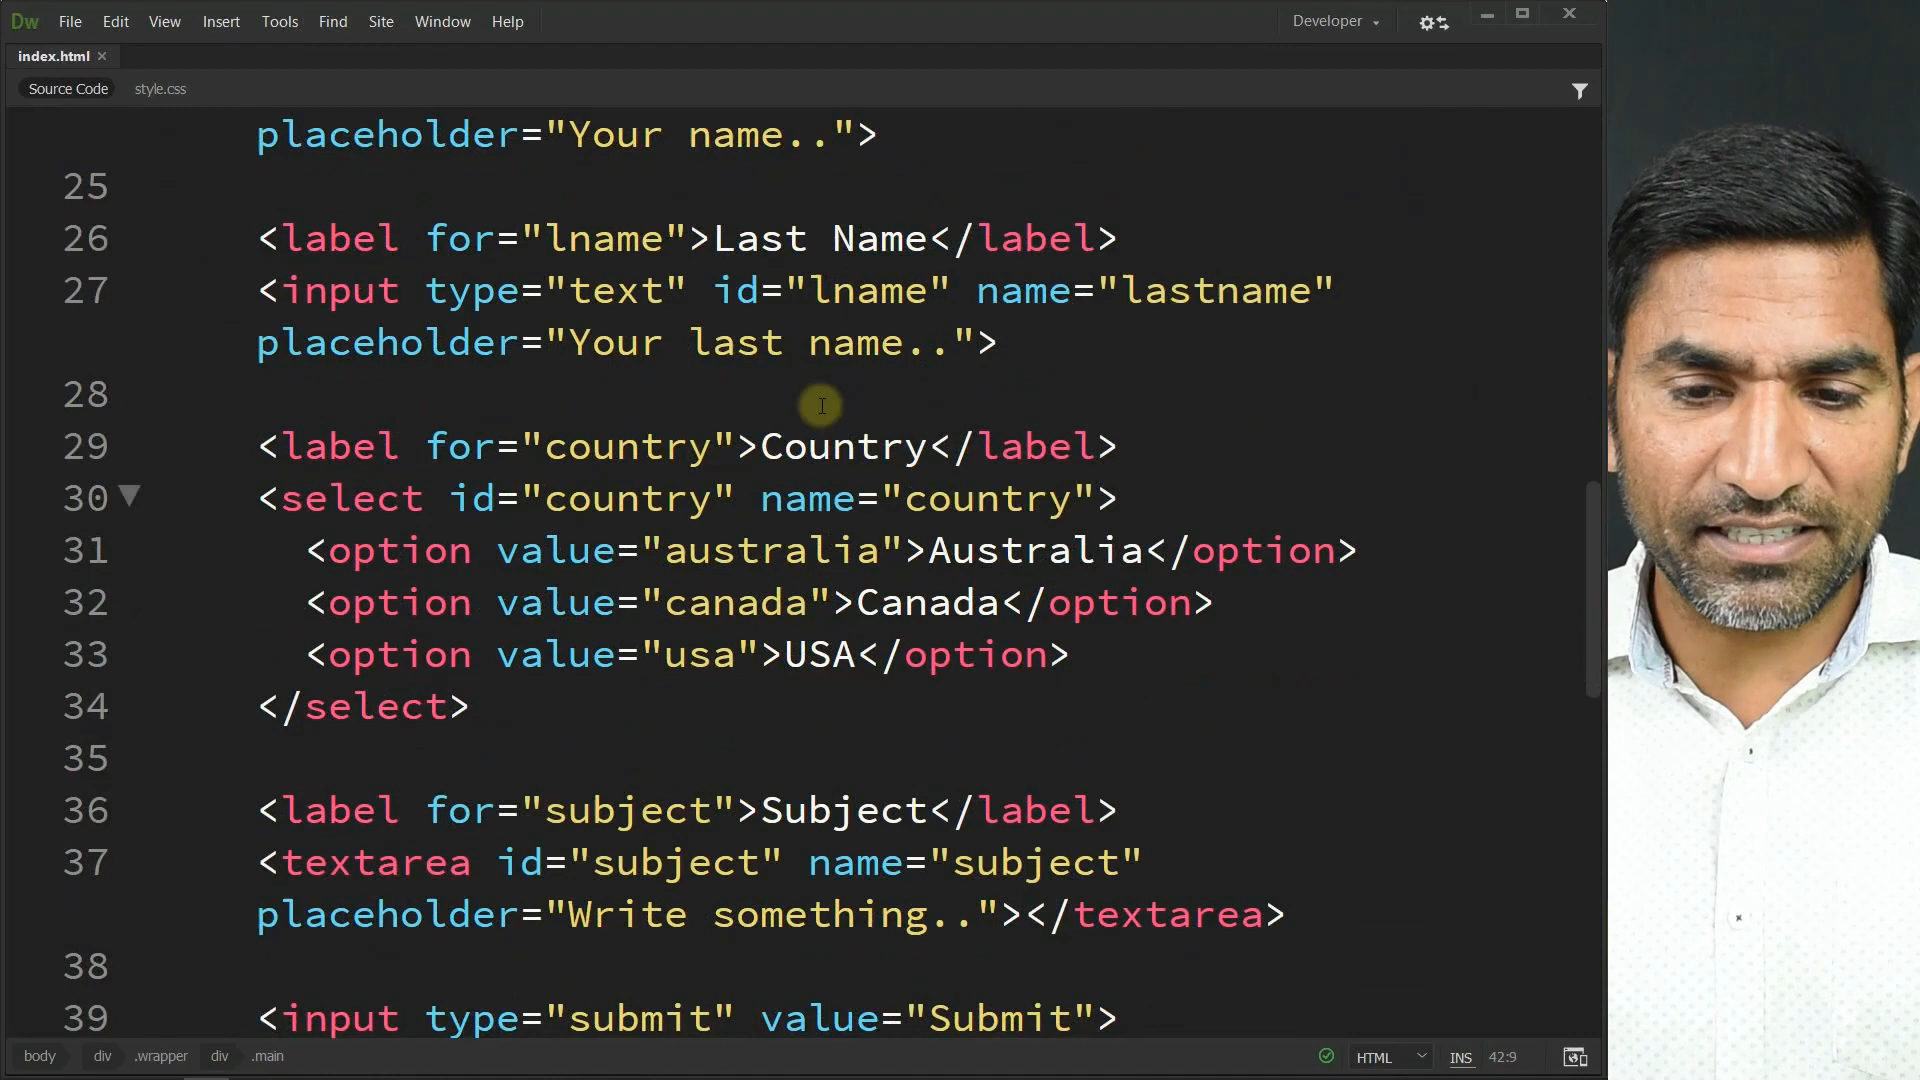 Dw File Edit View Insert Tools Find Site Window Help Developer
index.html
Source Code style.css
placeholder="Your name..">
25
26 <label for="lname">Last Name</label>
27 <input type="text" id="lname" name="lastname"
placeholder="Your last name..">
28
29 <label for="country">Country</label>
30 <select id="country" name="country">
31 <option value="australia">Australia</option>
32 <option value="canada">Canada</option>
33 <option value="usa">USA</option>
34 </select>
35
36 <label for="subject">Subject</label>
37 <textarea id="subject" name="subject"
placeholder="Write something.."></textarea>
38
39 <input type="submit" value="Submit">
body div .wrapper div .main HTML INS 42:9